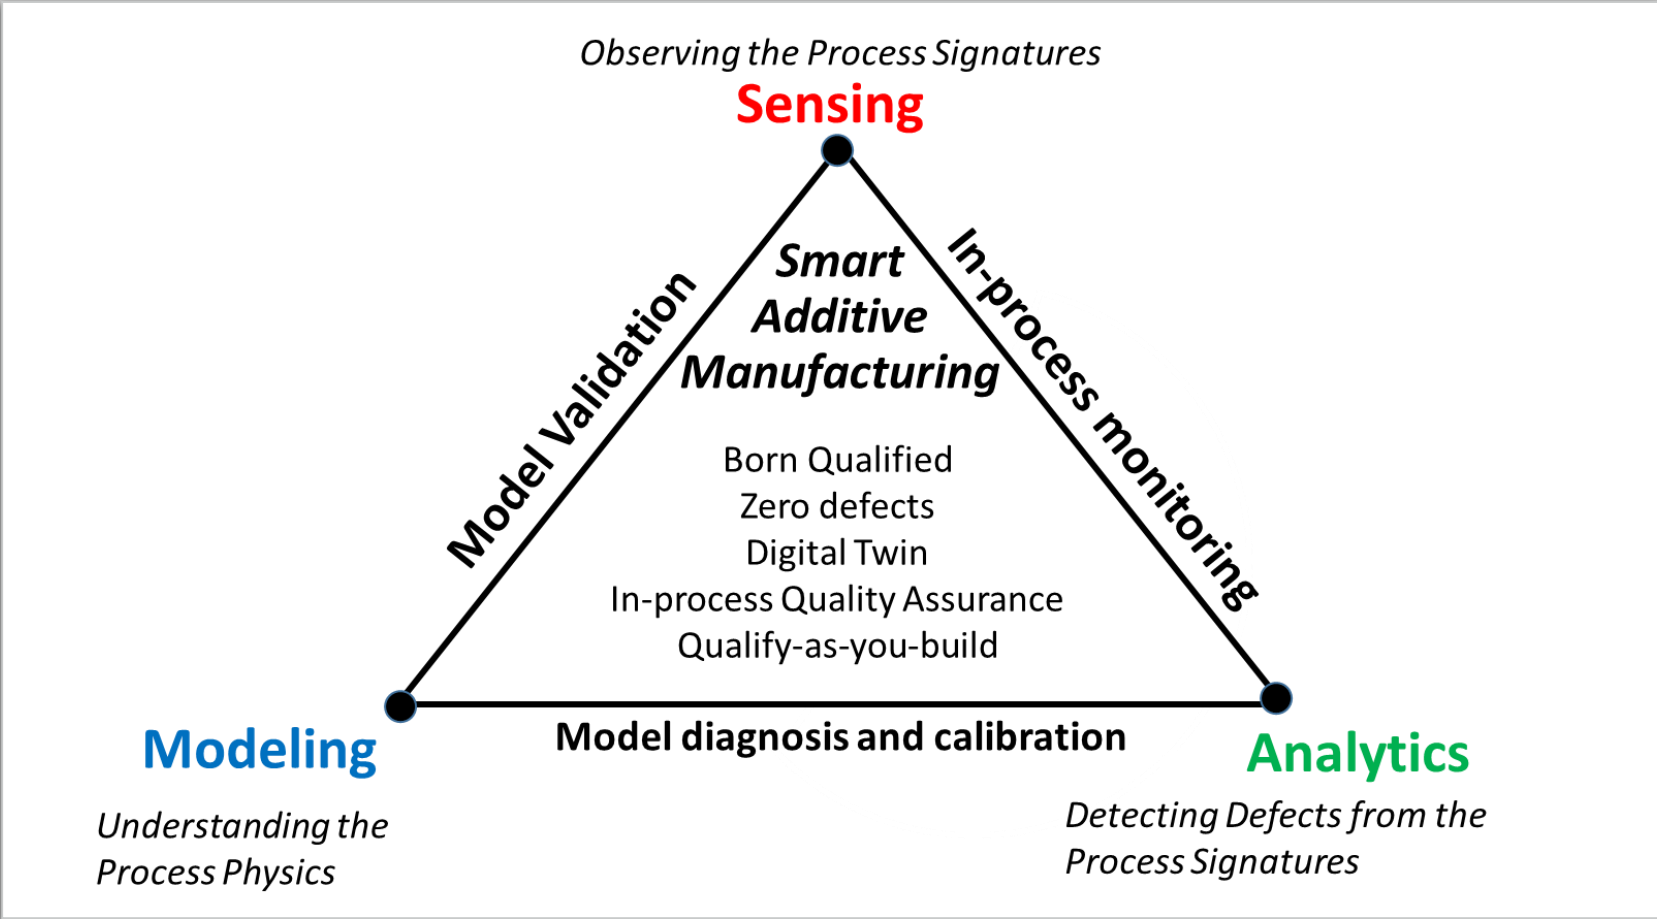 Observing the Process Signatures
Sensing
Smart
Additive
Manufacturing
Model Validation
In-process monitoring
Born Qualified
Zero defects
Digital Twin
In-process Quality Assurance
Qualify-as-you-build
Model diagnosis and calibration
Modeling
Understanding the
Process Physics
Analytics
Detecting Defects from the
Process Signatures